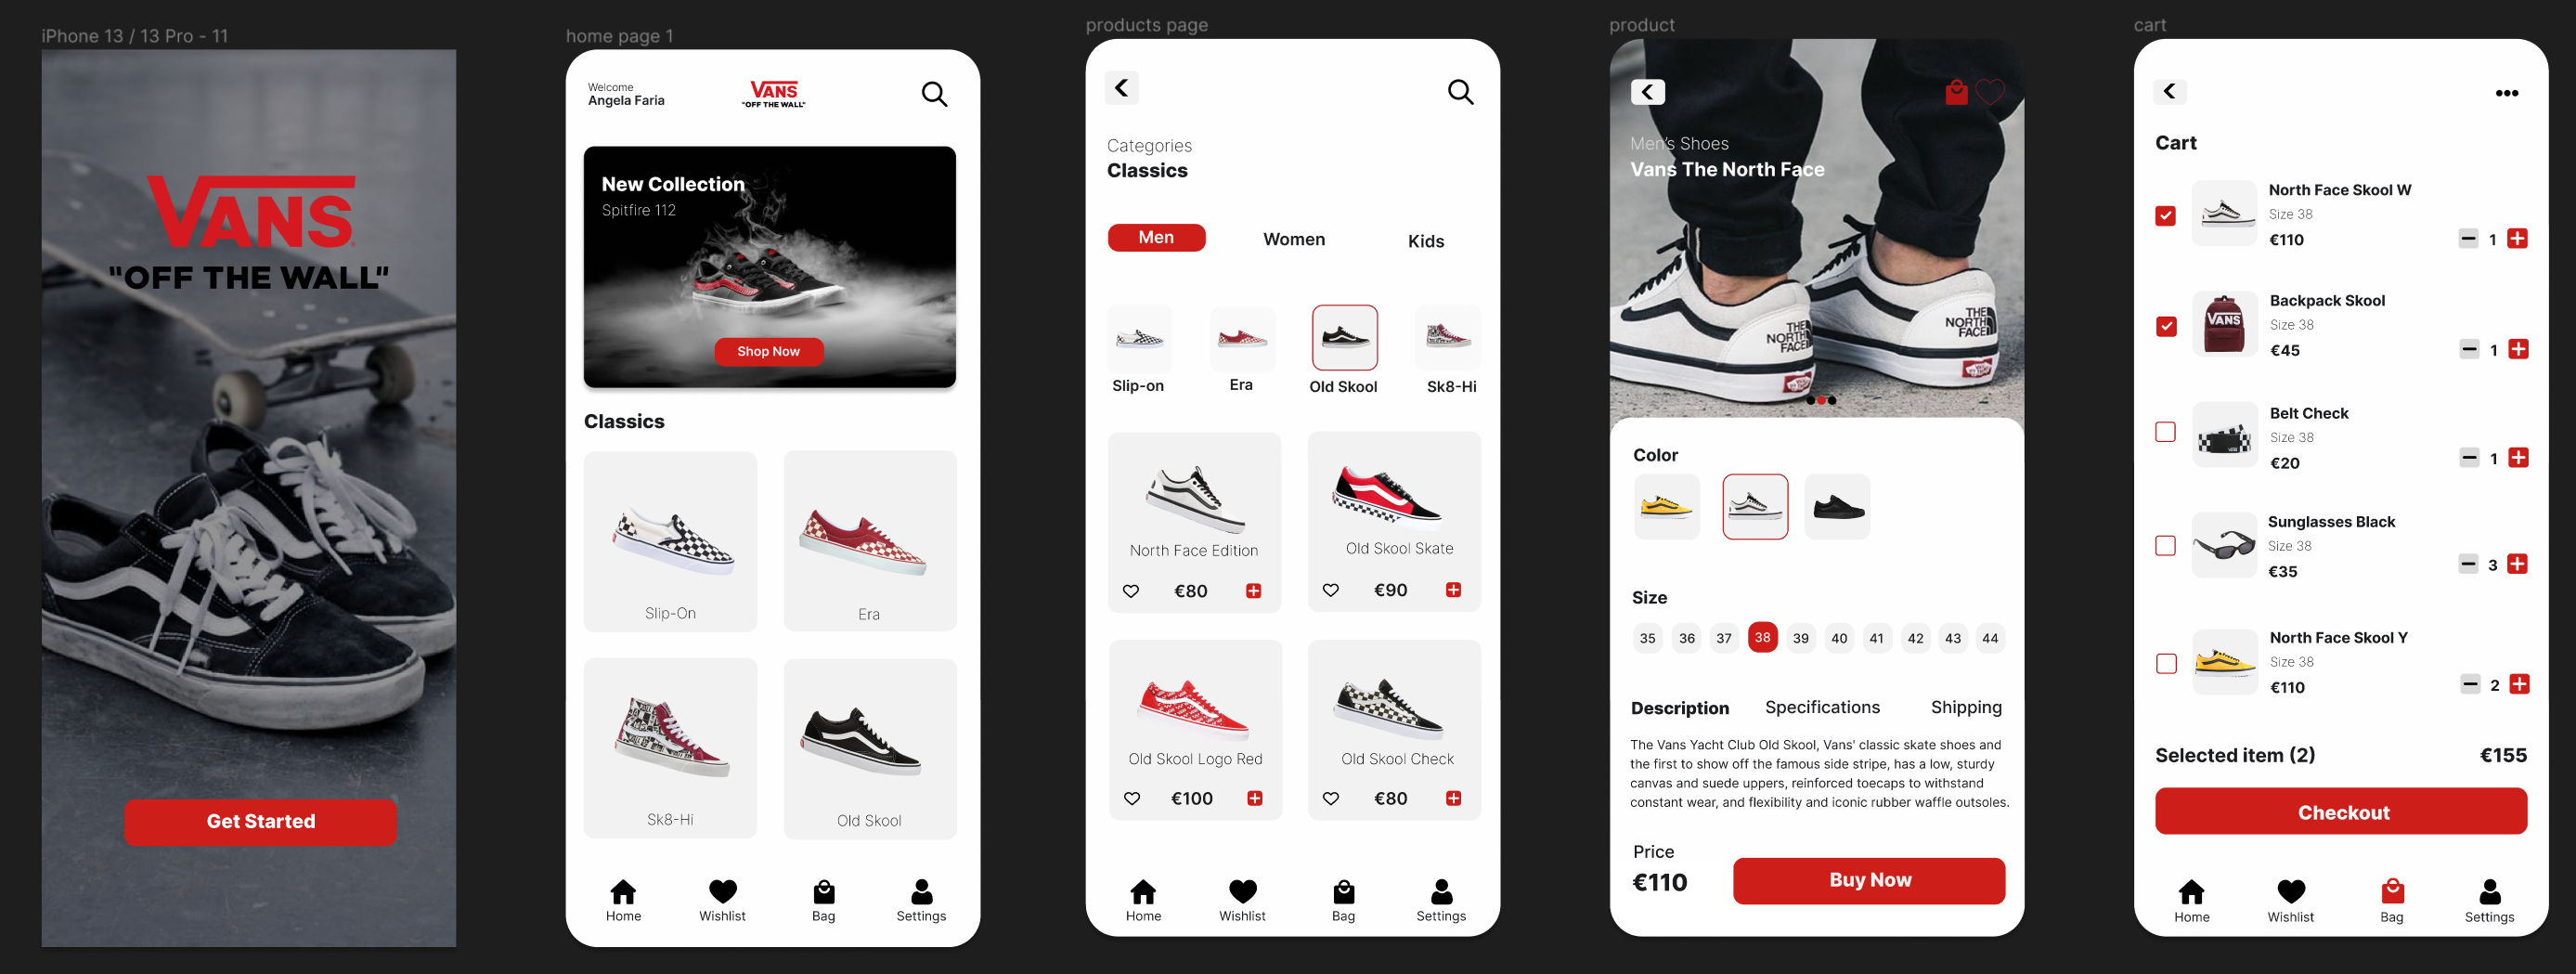 iPhone 13 / 13 Pro - 11
VANS
"OFF THE WALL"
Get Started
home page 1
Welcome
Angela Faria
VANS
"OFF THE WALL"
New Collection
Spitfire 112
Shop Now
Classics
Slip-On
Era
Sk8-Hi
Old Skool
Home
Wishlist
Bag
Settings
products page
Categories
Classics
Men
Women
Kids
Slip-on
Era
Old Skool
Sk8-Hi
North Face Edition
€80
Old Skool Skate
€90
Old Skool Logo Red
€100
Old Skool Check
€80
Home
Wishlist
Bag
Settings
product
Men's Shoes
Vans The North Face
THE
NORTH
FACE
THE
NORTH
FACE
Color
Size
35 36 37 38 39 40 41 42 43 44
Description
Specifications
Shipping
The Vans Yacht Club Old Skool, Vans' classic skate shoes and
the first to show off the famous side stripe, has a low, sturdy
canvas and suede uppers, reinforced toecaps to withstand
constant wear, and flexibility and iconic rubber waffle outsoles.
Price
€110
Buy Now
cart
Cart
North Face Skool W
Size 38
€110
1
Backpack Skool
VANS
Size 38
€45
1
Belt Check
Size 38
€20
1
Sunglasses Black
Size 38
€35
3
North Face Skool Y
Size 38
€110
2
Selected item (2)
€155
Checkout
Home
Wishlist
Bag
Settings